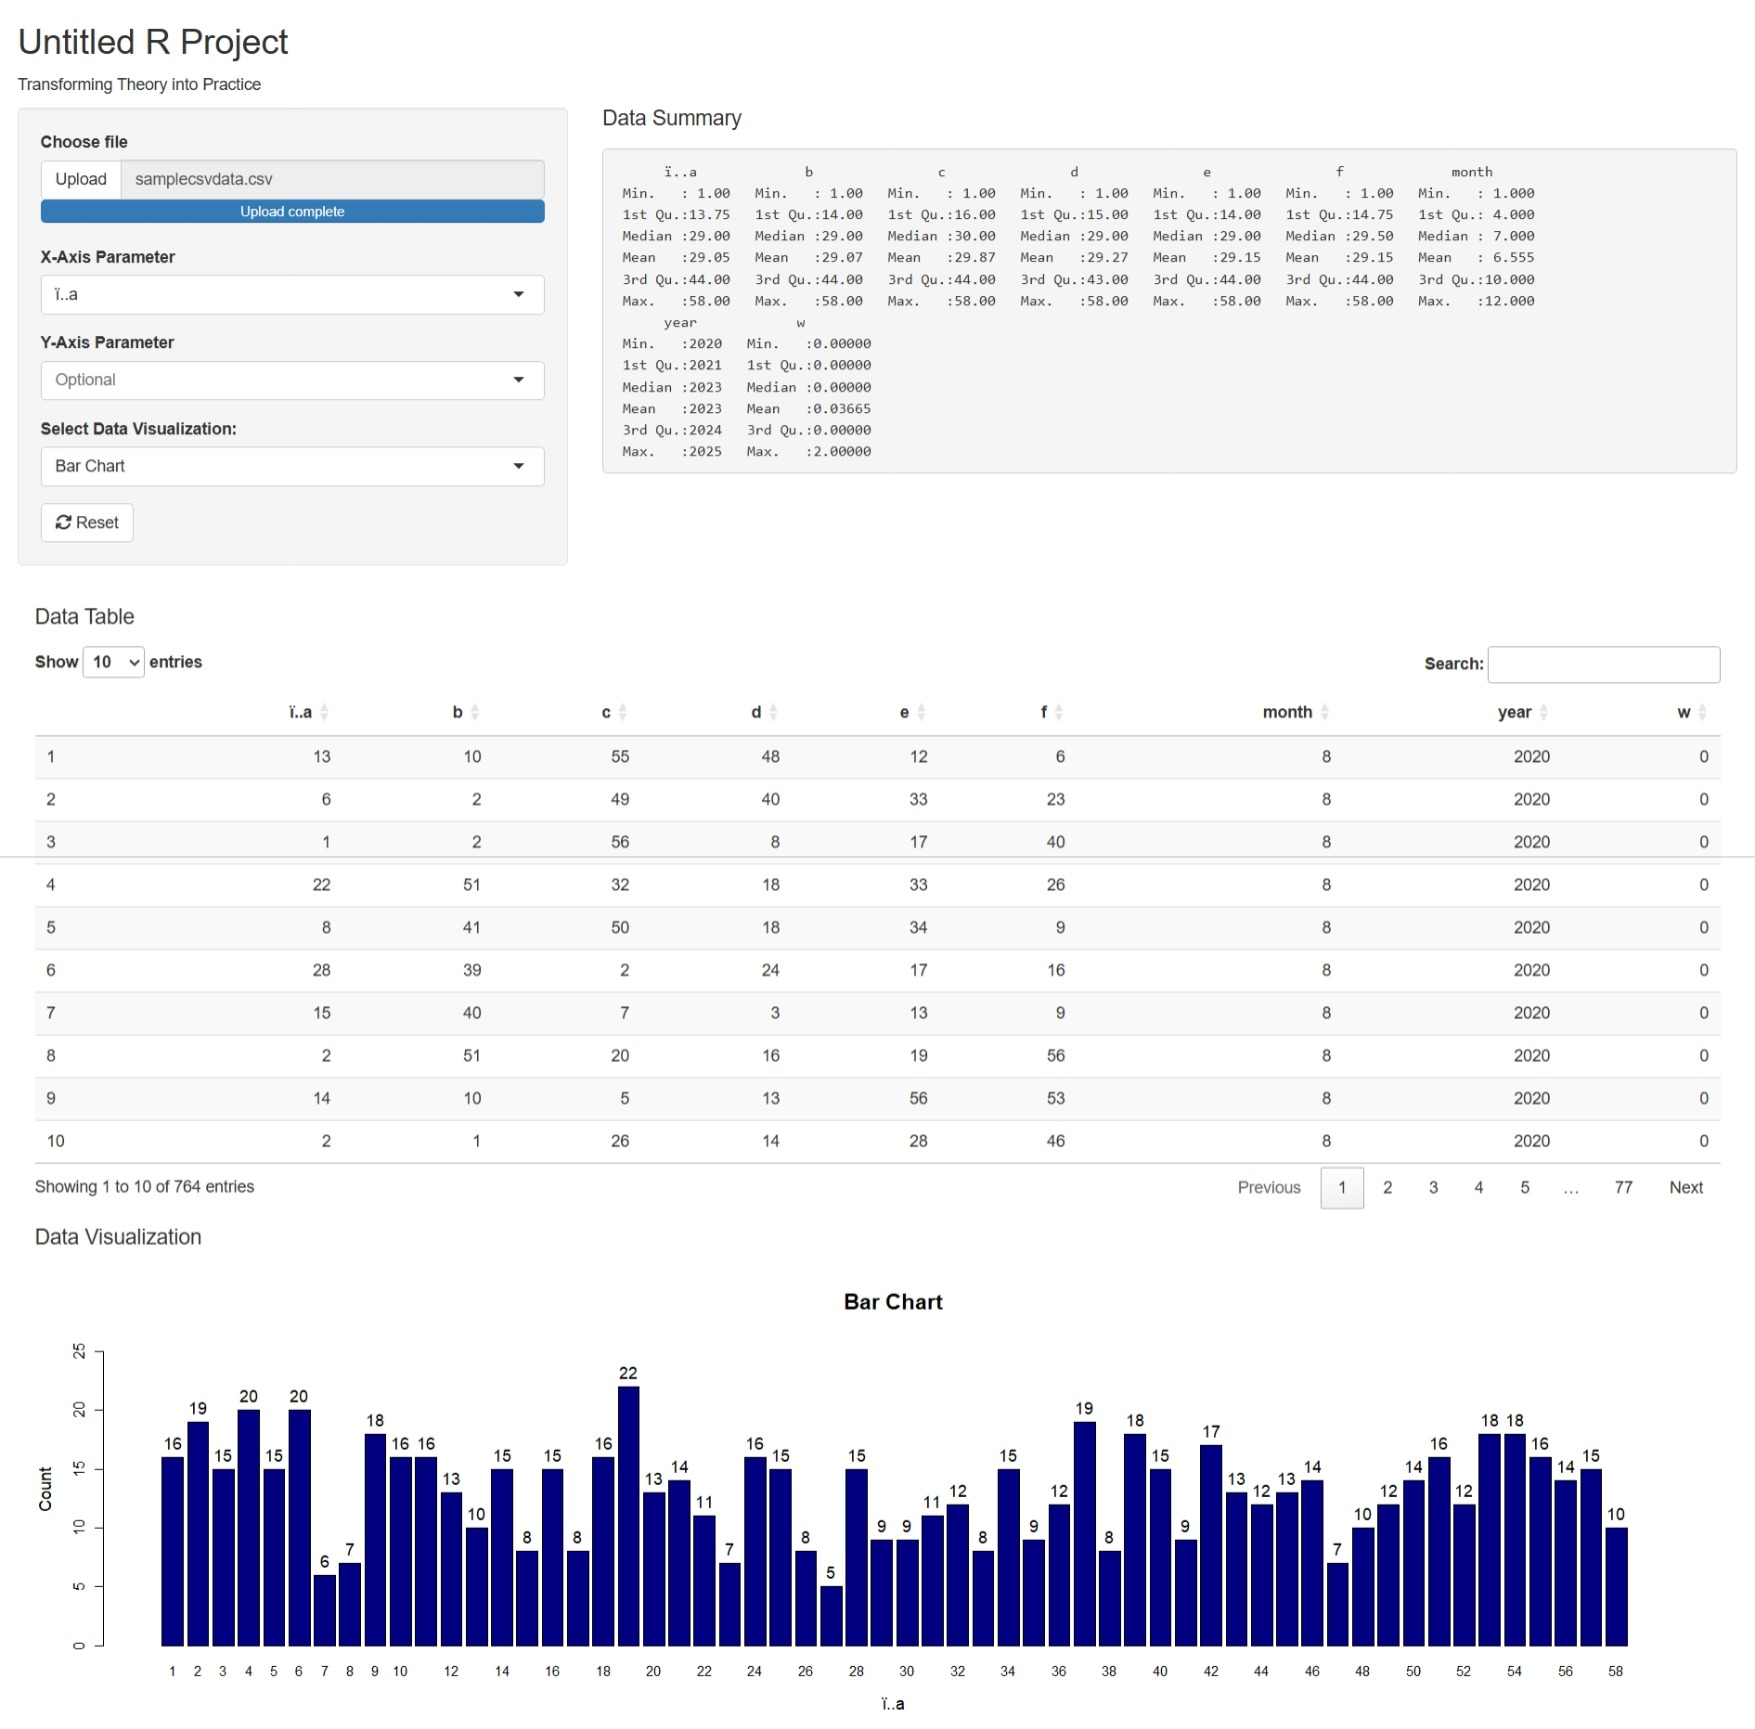 Untitled R Project
Transforming Theory into Practice
Choose file
Upload samplecsvdata.csv
Upload complete
X-Axis Parameter
ï..a
Y-Axis Parameter
Optional
Select Data Visualization:
Bar Chart
Reset
Data Summary
ï..a b c d e f month
Min. : 1.00 Min. : 1.00 Min. : 1.00 Min. : 1.00 Min. : 1.00 Min. : 1.00 Min. : 1.000
1st Qu.:13.75 1st Qu.:14.00 1st Qu.:16.00 1st Qu.:15.00 1st Qu.:14.00 1st Qu.:14.75 1st Qu.: 4.000
Median :29.00 Median :29.00 Median :30.00 Median :29.00 Median :29.00 Median :29.50 Median : 7.000
Mean :29.05 Mean :29.07 Mean :29.87 Mean :29.27 Mean :29.15 Mean :29.15 Mean : 6.555
3rd Qu.:44.00 3rd Qu.:44.00 3rd Qu.:44.00 3rd Qu.:43.00 3rd Qu.:44.00 3rd Qu.:44.00 3rd Qu.:10.000
Max. :58.00 Max. :58.00 Max. :58.00 Max. :58.00 Max. :58.00 Max. :58.00 Max. :12.000
year w
Min. :2020 Min. :0.00000
1st Qu.:2021 1st Qu.:0.00000
Median :2023 Median :0.00000
Mean :2023 Mean :0.03665
3rd Qu.:2024 3rd Qu.:0.00000
Max. :2025 Max. :2.00000
Data Table
Show 10 entries
Search:
ï..a b c d e f month year w
1 13 10 55 48 12 6 8 2020 0
2 6 2 49 40 33 23 8 2020 0
3 1 2 56 8 17 40 8 2020 0
4 22 51 32 18 33 26 8 2020 0
5 8 41 50 18 34 9 8 2020 0
6 28 39 2 24 17 16 8 2020 0
7 15 40 7 3 13 9 8 2020 0
8 2 51 20 16 19 56 8 2020 0
9 14 10 5 13 56 53 8 2020 0
10 2 1 26 14 28 46 8 2020 0
Showing 1 to 10 of 764 entries
Previous 1 2 3 4 5 … 77 Next
Data Visualization
Bar Chart
Count
25
20
15
10
5
0
16 19 15 20 15 20 6 7 18 16 16 13 10 15 8 15 8 16 22 13 14 11 7 16 15 8 5 15 9 9 11 12 8 15 9 12 19 8 18 15 9 17 13 12 13 14 7 10 12 14 16 12 18 18 16 14 15 10
1 2 3 4 5 6 7 8 9 10 12 14 16 18 20 22 24 26 28 30 32 34 36 38 40 42 44 46 48 50 52 54 56 58
ï..a